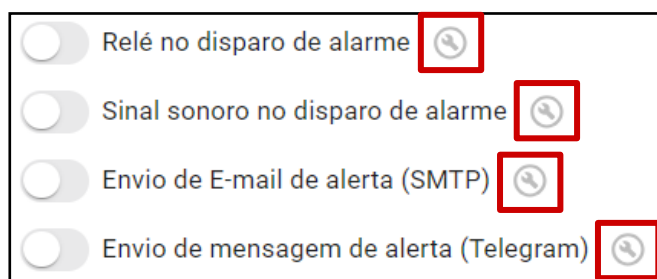 Relé no disparo de alarme
Sinal sonoro no disparo de alarme
Envio de E-mail de alerta (SMTP)
Envio de mensagem de alerta (Telegram)